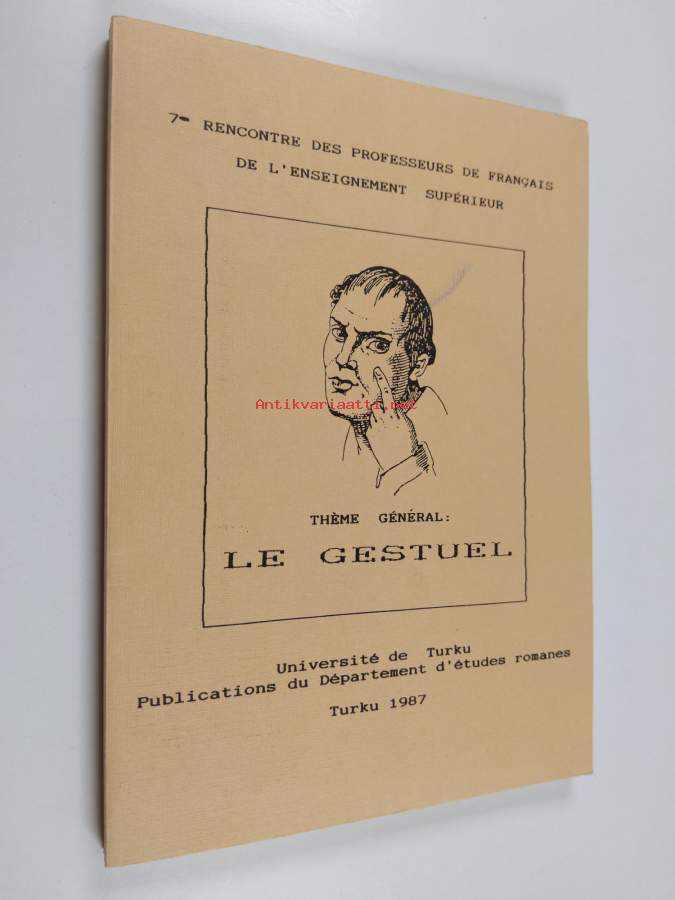 7e RENCONTRE DES PROFESSEURS DE FRANÇAIS
DE L'ENSEIGNEMENT SUPÉRIEUR
Antikvariaatti.net
THÈME GÉNÉRAL:
LE GESTUEL
Université de Turku
Publications du Département d'études romanes
Turku 1987